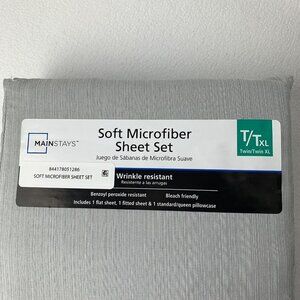 MAINSTAYS
Soft Microfiber
Sheet Set
Juego de Sábanas de Microfibra Suave
T/TXL
Twin/Twin XL
844178051286
SOFT MICROFIBER SHEET SET
Wrinkle resistant
Resistente a las arrugas
Benzoyl peroxide resistant Bleach friendly
Includes 1 flat sheet, 1 fitted sheet & 1 standard/queen pillowcase